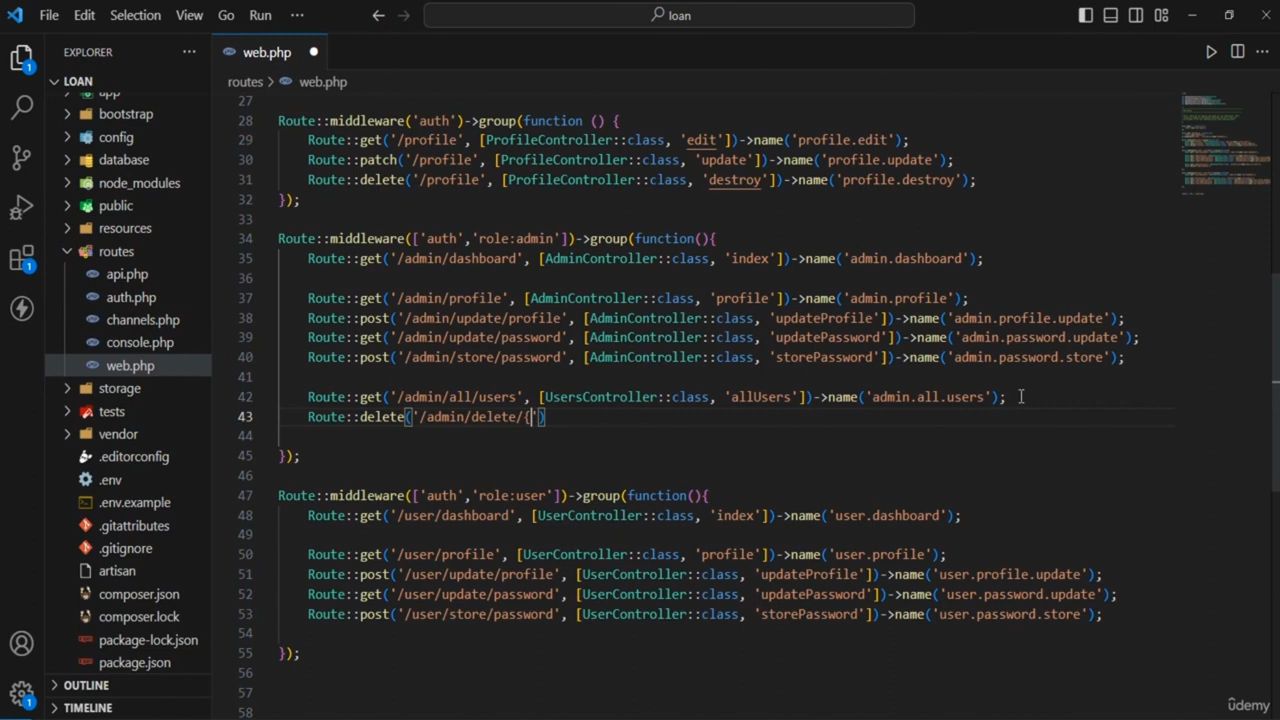 File Edit Selection View Go Run ··· loan
EXPLORER ··· web.php
LOAN
routes > web.php
app
bootstrap
config
database
node_modules
public
resources
routes
api.php
auth.php
channels.php
console.php
web.php
storage
tests
vendor
.editorconfig
.env
.env.example
.gitattributes
.gitignore
artisan
composer.json
composer.lock
package-lock.json
package.json
OUTLINE
TIMELINE
1
1
1
27
28 Route::middleware('auth')->group(function () {
29 Route::get('/profile', [ProfileController::class, 'edit'])->name('profile.edit');
30 Route::patch('/profile', [ProfileController::class, 'update'])->name('profile.update');
31 Route::delete('/profile', [ProfileController::class, 'destroy'])->name('profile.destroy');
32 });
33
34 Route::middleware(['auth','role:admin'])->group(function(){
35 Route::get('/admin/dashboard', [AdminController::class, 'index'])->name('admin.dashboard');
36
37 Route::get('/admin/profile', [AdminController::class, 'profile'])->name('admin.profile');
38 Route::post('/admin/update/profile', [AdminController::class, 'updateProfile'])->name('admin.profile.update');
39 Route::get('/admin/update/password', [AdminController::class, 'updatePassword'])->name('admin.password.update');
40 Route::post('/admin/store/password', [AdminController::class, 'storePassword'])->name('admin.password.store');
41
42 Route::get('/admin/all/users', [UsersController::class, 'allUsers'])->name('admin.all.users');
43 Route::delete('/admin/delete/{')
44
45 });
46
47 Route::middleware(['auth','role:user'])->group(function(){
48 Route::get('/user/dashboard', [UserController::class, 'index'])->name('user.dashboard');
49
50 Route::get('/user/profile', [UserController::class, 'profile'])->name('user.profile');
51 Route::post('/user/update/profile', [UserController::class, 'updateProfile'])->name('user.profile.update');
52 Route::get('/user/update/password', [UserController::class, 'updatePassword'])->name('user.password.update');
53 Route::post('/user/store/password', [UserController::class, 'storePassword'])->name('user.password.store');
54
55 });
56
57
58
ûdemy